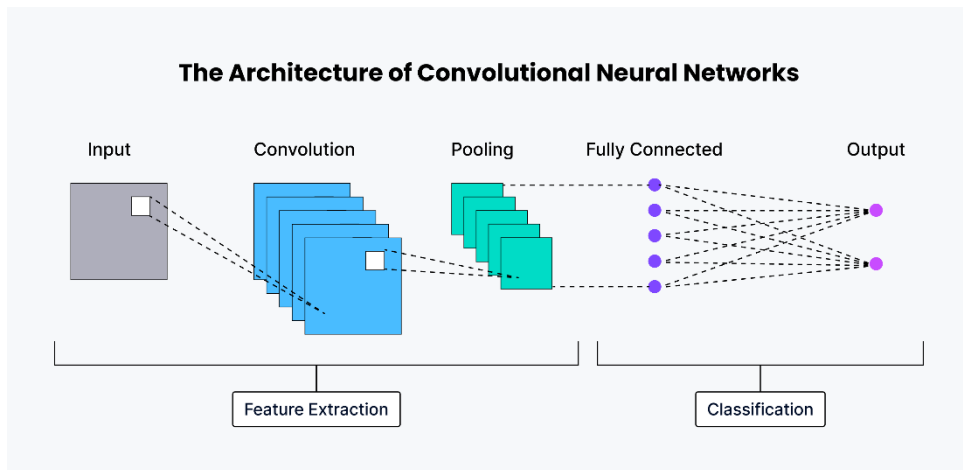 The Architecture of Convolutional Neural Networks
Input
Convolution
Pooling
Fully Connected
Output
Feature Extraction
Classification